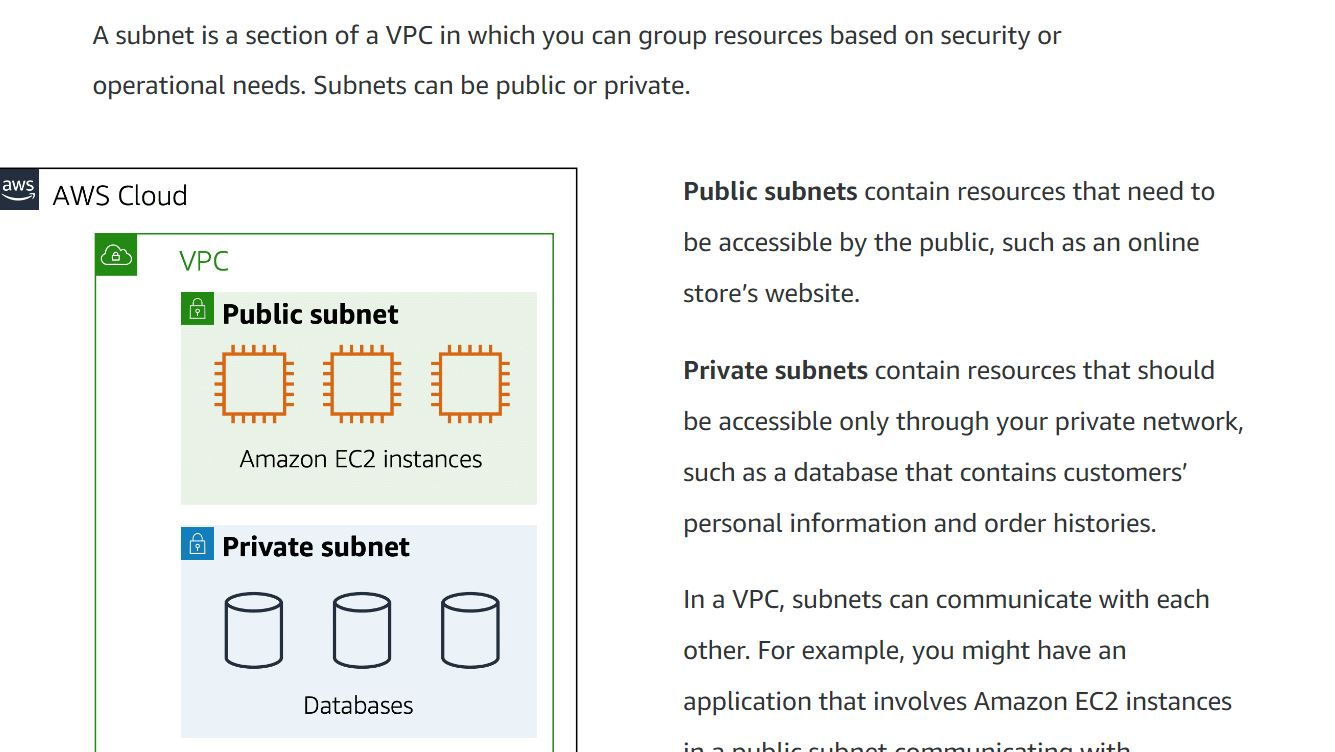 A subnet is a section of a VPC in which you can group resources based on security or
operational needs. Subnets can be public or private.
aws
AWS Cloud
VPC
Public subnet
Amazon EC2 instances
Private subnet
Databases
Public subnets contain resources that need to
be accessible by the public, such as an online
store’s website.
Private subnets contain resources that should
be accessible only through your private network,
such as a database that contains customers’
personal information and order histories.
In a VPC, subnets can communicate with each
other. For example, you might have an
application that involves Amazon EC2 instances
in a public subnet communicating with